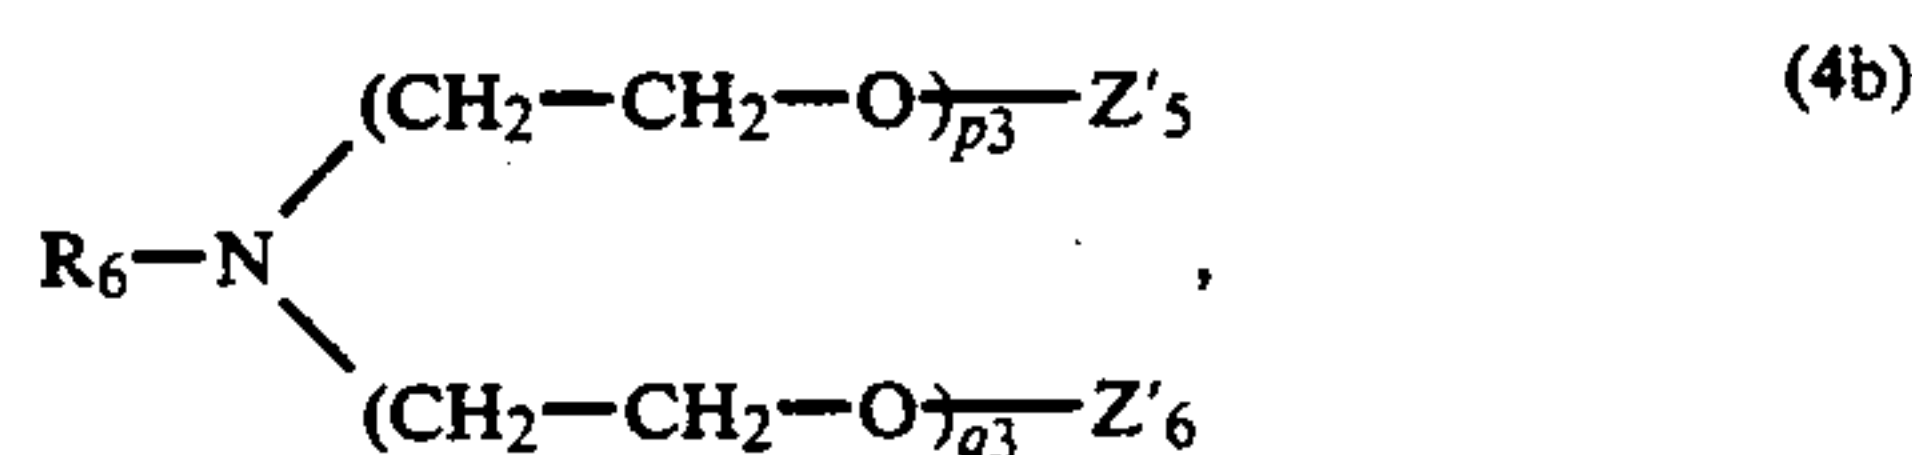 (CH2—CH2—O)p3—Z'5 (4b)
R6—N ,
(CH2—CH2—O)q3—Z'6